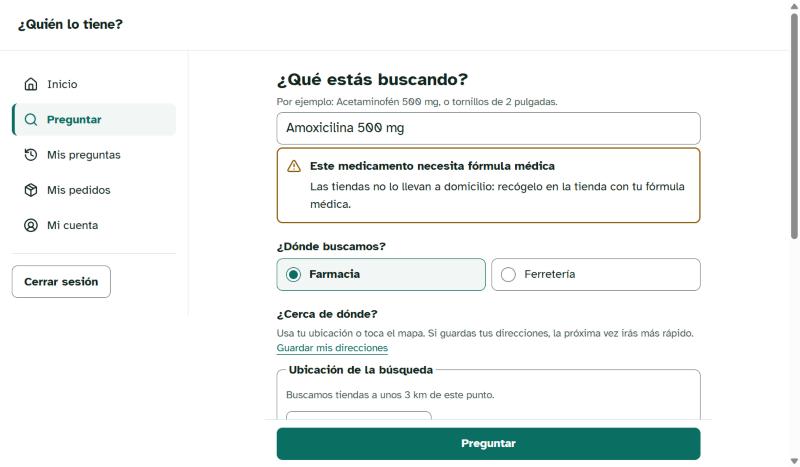 ¿Quién lo tiene?
Inicio
Preguntar
Mis preguntas
Mis pedidos
Mi cuenta
Cerrar sesión
¿Qué estás buscando?
Por ejemplo: Acetaminofén 500 mg, o tornillos de 2 pulgadas.
Amoxicilina 500 mg
Este medicamento necesita fórmula médica
Las tiendas no lo llevan a domicilio: recógelo en la tienda con tu fórmula
médica.
¿Dónde buscamos?
Farmacia
Ferretería
¿Cerca de dónde?
Usa tu ubicación o toca el mapa. Si guardas tus direcciones, la próxima vez irás más rápido.
Guardar mis direcciones
Ubicación de la búsqueda
Buscamos tiendas a unos 3 km de este punto.
Preguntar